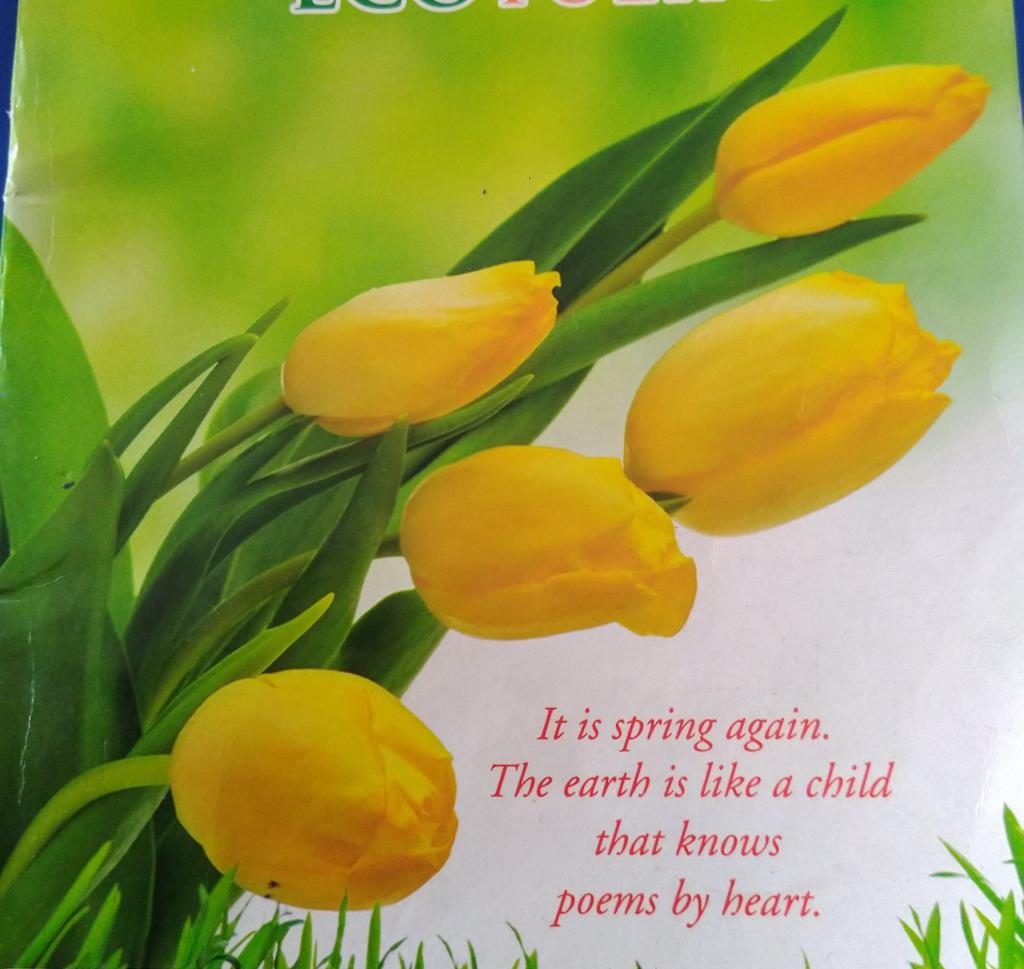 It is spring again.
The earth is like a child
that knows
poems by heart.